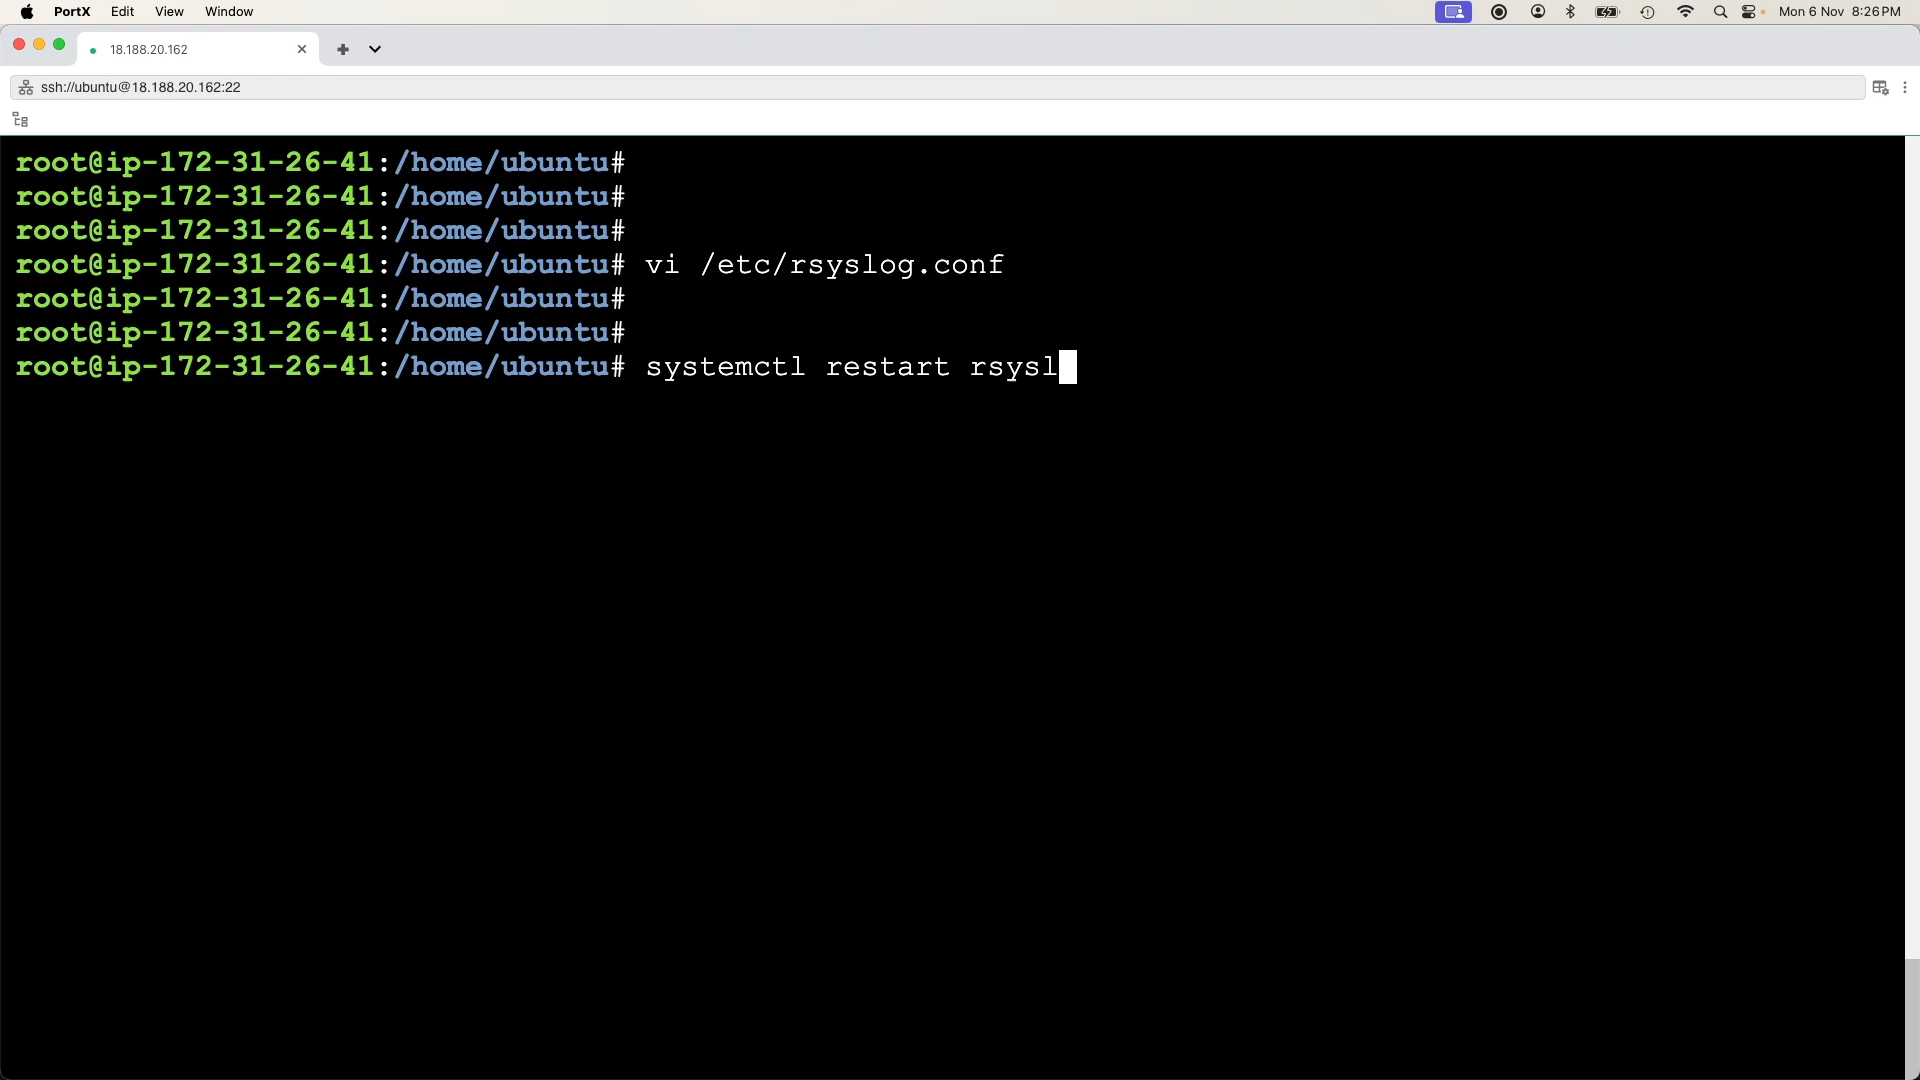 PortX Edit View Window Mon 6 Nov 8:26 PM
18.188.20.162
ssh://ubuntu@18.188.20.162:22
root@ip-172-31-26-41:/home/ubuntu#
root@ip-172-31-26-41:/home/ubuntu#
root@ip-172-31-26-41:/home/ubuntu#
root@ip-172-31-26-41:/home/ubuntu# vi /etc/rsyslog.conf
root@ip-172-31-26-41:/home/ubuntu#
root@ip-172-31-26-41:/home/ubuntu#
root@ip-172-31-26-41:/home/ubuntu# systemctl restart rsysl